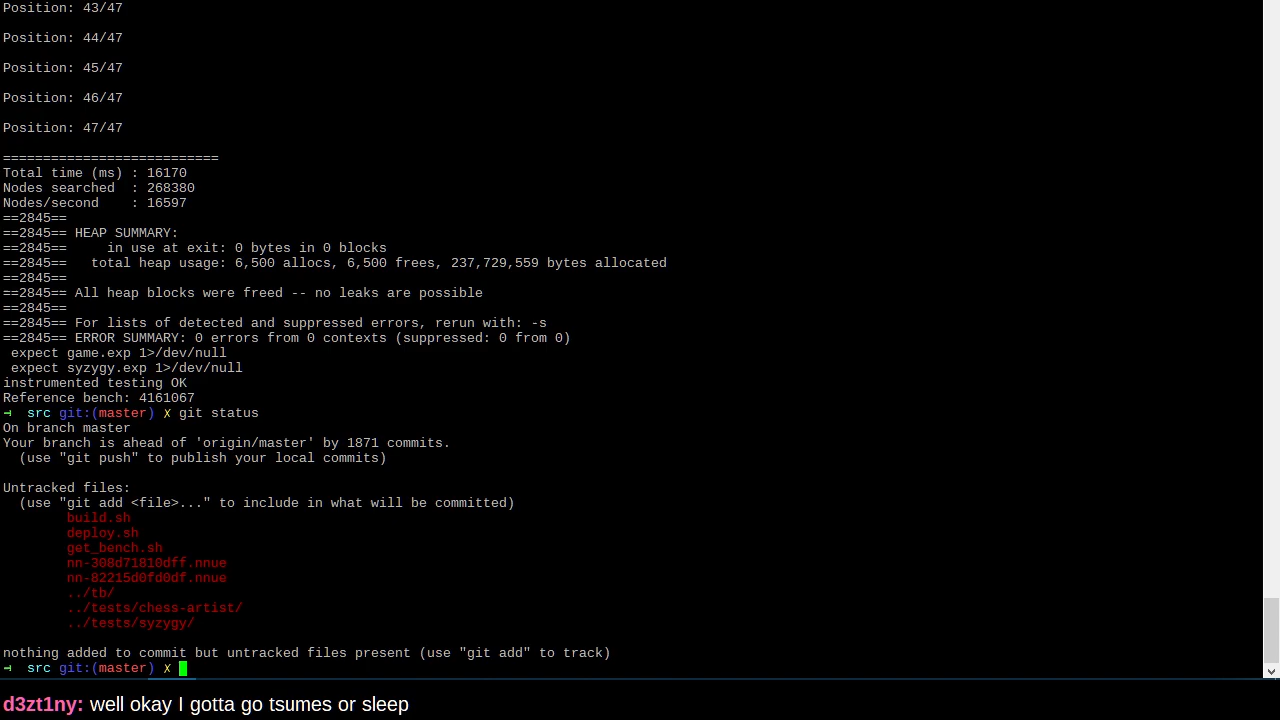 Position: 43/47
Position: 44/47
Position: 45/47
Position: 46/47
Position: 47/47
===========================
Total time (ms) : 16170
Nodes searched  : 268380
Nodes/second    : 16597
==2845==
==2845== HEAP SUMMARY:
==2845==     in use at exit: 0 bytes in 0 blocks
==2845==   total heap usage: 6,500 allocs, 6,500 frees, 237,729,559 bytes allocated
==2845==
==2845== All heap blocks were freed -- no leaks are possible
==2845==
==2845== For lists of detected and suppressed errors, rerun with: -s
==2845== ERROR SUMMARY: 0 errors from 0 contexts (suppressed: 0 from 0)
 expect game.exp 1>/dev/null
 expect syzygy.exp 1>/dev/null
instrumented testing OK
Reference bench: 4161067
⊣  src git:(master) ✗ git status
On branch master
Your branch is ahead of 'origin/master' by 1871 commits.
  (use "git push" to publish your local commits)
Untracked files:
  (use "git add <file>..." to include in what will be committed)
        build.sh
        deploy.sh
        get_bench.sh
        nn-308d71810dff.nnue
        nn-82215d0fd0df.nnue
        ../tb/
        ../tests/chess-artist/
        ../tests/syzygy/
nothing added to commit but untracked files present (use "git add" to track)
⊣  src git:(master) ✗
d3zt1ny: well okay I gotta go tsumes or sleep